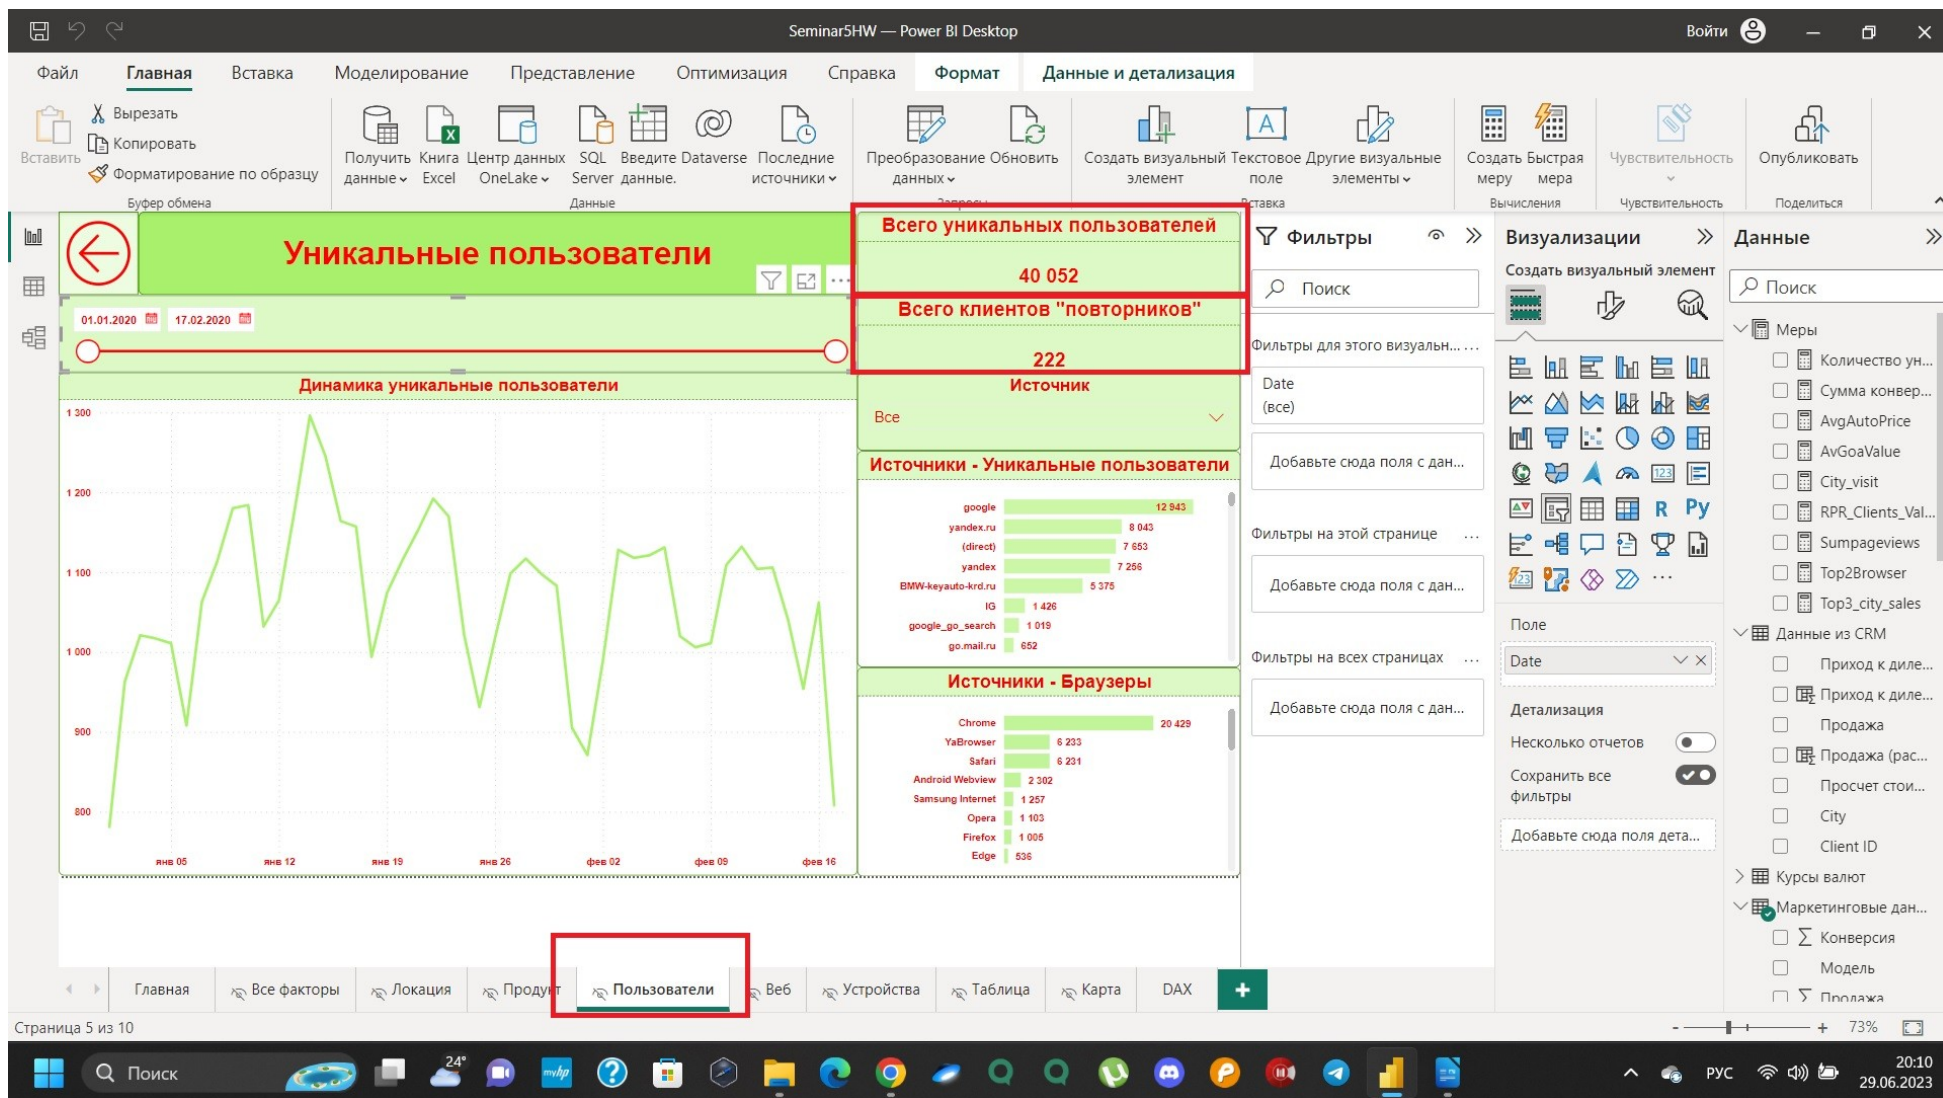 Seminar5HW — Power BI Desktop
Войти
Файл Главная Вставка Моделирование Представление Оптимизация Справка Формат Данные и детализация
Вставить
Вырезать
Копировать
Форматирование по образцу
Буфер обмена
Получить данные
Книга Excel
Центр данных OneLake
SQL Server
Введите данные.
Dataverse
Последние источники
Данные
Преобразование данных
Обновить
Запросы
Создать визуальный элемент
Текстовое поле
Другие визуальные элементы
Вставка
Создать меру
Быстрая мера
Вычисления
Чувствительность
Чувствительность
Опубликовать
Поделиться
Уникальные пользователи
01.01.2020 17.02.2020
Всего уникальных пользователей
40 052
Всего клиентов "повторников"
222
Динамика уникальные пользователи
1 300
1 200
1 100
1 000
900
800
янв 05 янв 12 янв 19 янв 26 фев 02 фев 09 фев 16
Источник
Все
Источники - Уникальные пользователи
google 12 943
yandex.ru 8 043
(direct) 7 653
yandex 7 256
BMW-keyauto-krd.ru 5 375
IG 1 426
google_go_search 1 019
go.mail.ru 652
Источники - Браузеры
Chrome 20 429
YaBrowser 6 233
Safari 6 231
Android Webview 2 302
Samsung Internet 1 257
Opera 1 103
Firefox 1 005
Edge 536
Фильтры
Поиск
Фильтры для этого визуальн...
Date
(все)
Добавьте сюда поля с дан...
Фильтры на этой странице
Добавьте сюда поля с дан...
Фильтры на всех страницах
Добавьте сюда поля с дан...
Визуализации
Создать визуальный элемент
123
R Py
123
Поле
Date
Детализация
Несколько отчетов
Сохранить все фильтры
Добавьте сюда поля дета...
Данные
Поиск
Меры
Количество ун...
Сумма конвер...
AvgAutoPrice
AvGoaValue
City_visit
RPR_Clients_Val...
Sumpageviews
Top2Browser
Top3_city_sales
Данные из CRM
Приход к диле...
Приход к диле...
Продажа
Продажа (рас...
Просчет стои...
City
Client ID
Курсы валют
Маркетинговые дан...
Конверсия
Модель
Продажа
Главная Все факторы Локация Продукт Пользователи Веб Устройства Таблица Карта DAX +
Страница 5 из 10
- + 73%
Поиск
24°
myhp
РУС
20:10
29.06.2023